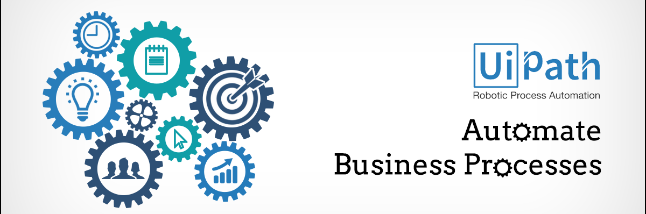 UiPath
Robotic Process Automation
Automate
Business Processes